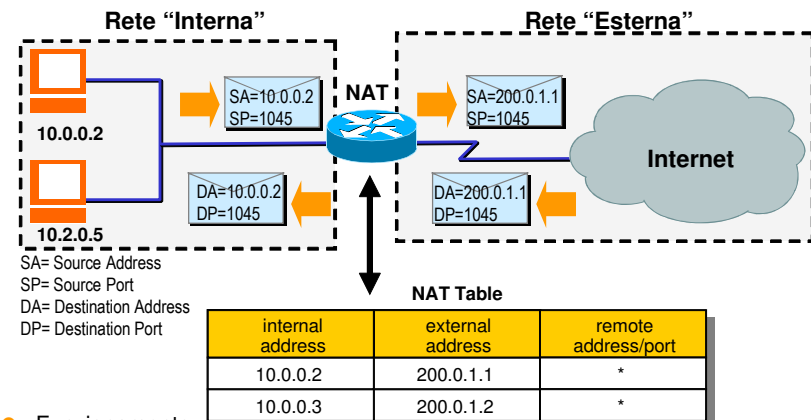 Rete “Interna”
Rete “Esterna”
SA=10.0.0.2
SP=1045
NAT
SA=200.0.1.1
SP=1045
10.0.0.2
Internet
DA=10.0.0.2
DP=1045
DA=200.0.1.1
DP=1045
10.2.0.5
SA= Source Address
SP= Source Port
DA= Destination Address
DP= Destination Port
NAT Table
internal address
external address
remote address/port
10.0.0.2 200.0.1.1 *
10.0.0.3 200.0.1.2 *